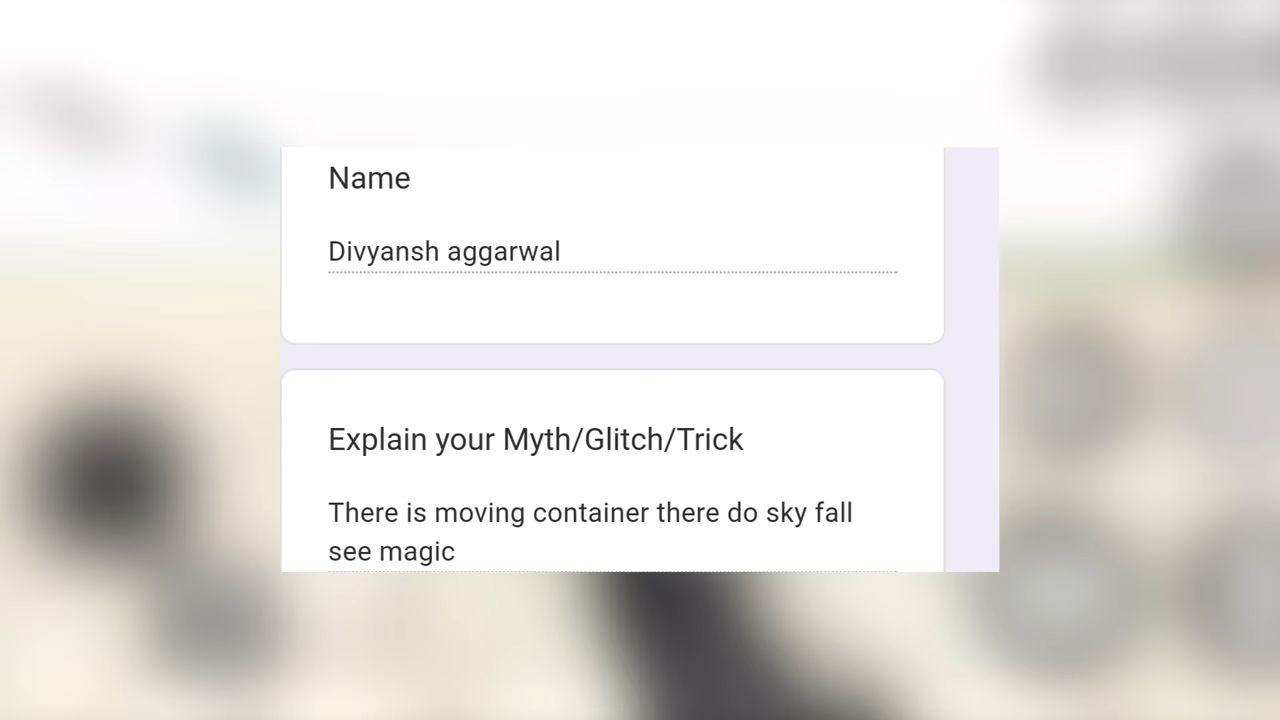 Name
Divyansh aggarwal
Explain your Myth/Glitch/Trick
There is moving container there do sky fall
see magic